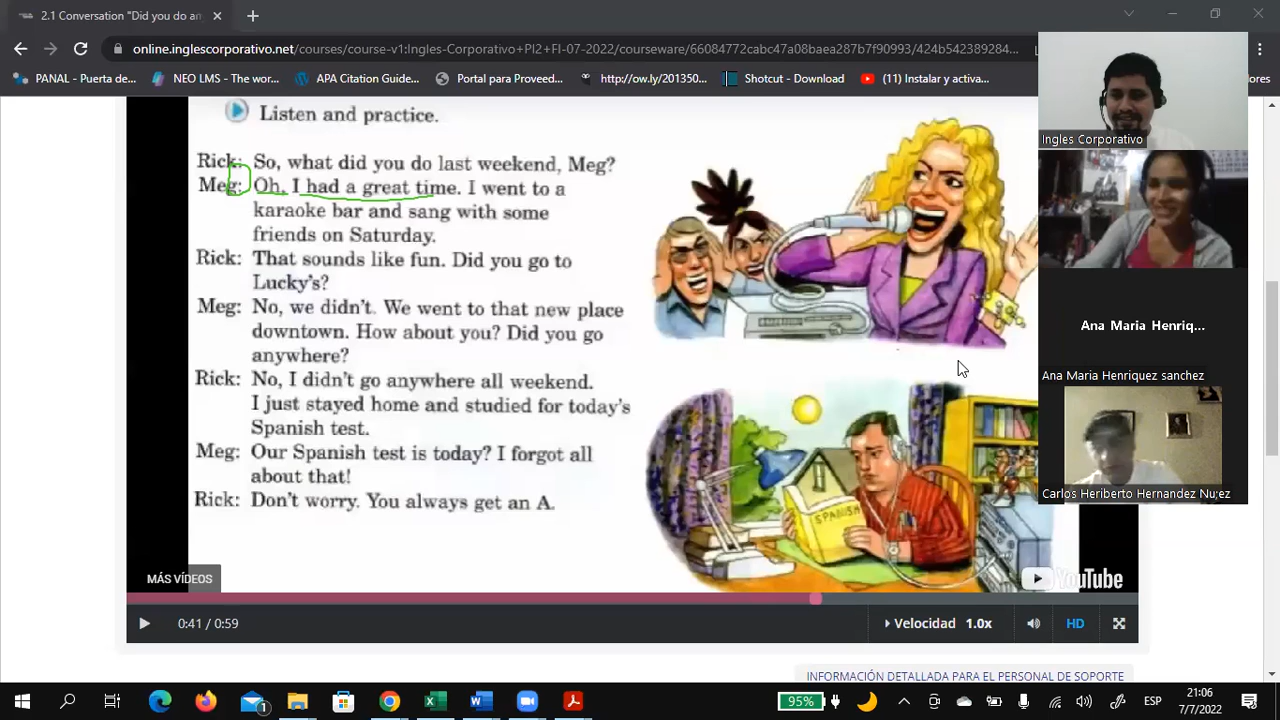 2.1 Conversation "Did you do an
online.inglescorporativo.net/courses/course-v1:Ingles-Corporativo+PI2+FI-07-2022/courseware/66084772cabc47a08baea287b7f90993/424b542389284...
PANAL - Puerta de...
NEO LMS - The wor...
APA Citation Guide...
Portal para Proveed...
http://ow.ly/201350...
Shotcut - Download
(11) Instalar y activa...
ores
Listen and practice.
Rick: So, what did you do last weekend, Meg?
Meg: Oh, I had a great time. I went to a
karaoke bar and sang with some
friends on Saturday.
Rick: That sounds like fun. Did you go to
Lucky's?
Meg: No, we didn't. We went to that new place
downtown. How about you? Did you go
anywhere?
Rick: No, I didn't go anywhere all weekend.
I just stayed home and studied for today's
Spanish test.
Meg: Our Spanish test is today? I forgot all
about that!
Rick: Don't worry. You always get an A.
SPANISH
MÁS VÍDEOS
YouTube
0:41 / 0:59
Velocidad 1.0x
HD
INFORMACIÓN DETALLADA PARA EL PERSONAL DE SOPORTE
Ingles Corporativo
Ana Maria Henriq...
Ana Maria Henriquez sanchez
Carlos Heriberto Hernandez Nu;ez
1
95%
ESP
21:06
7/7/2022